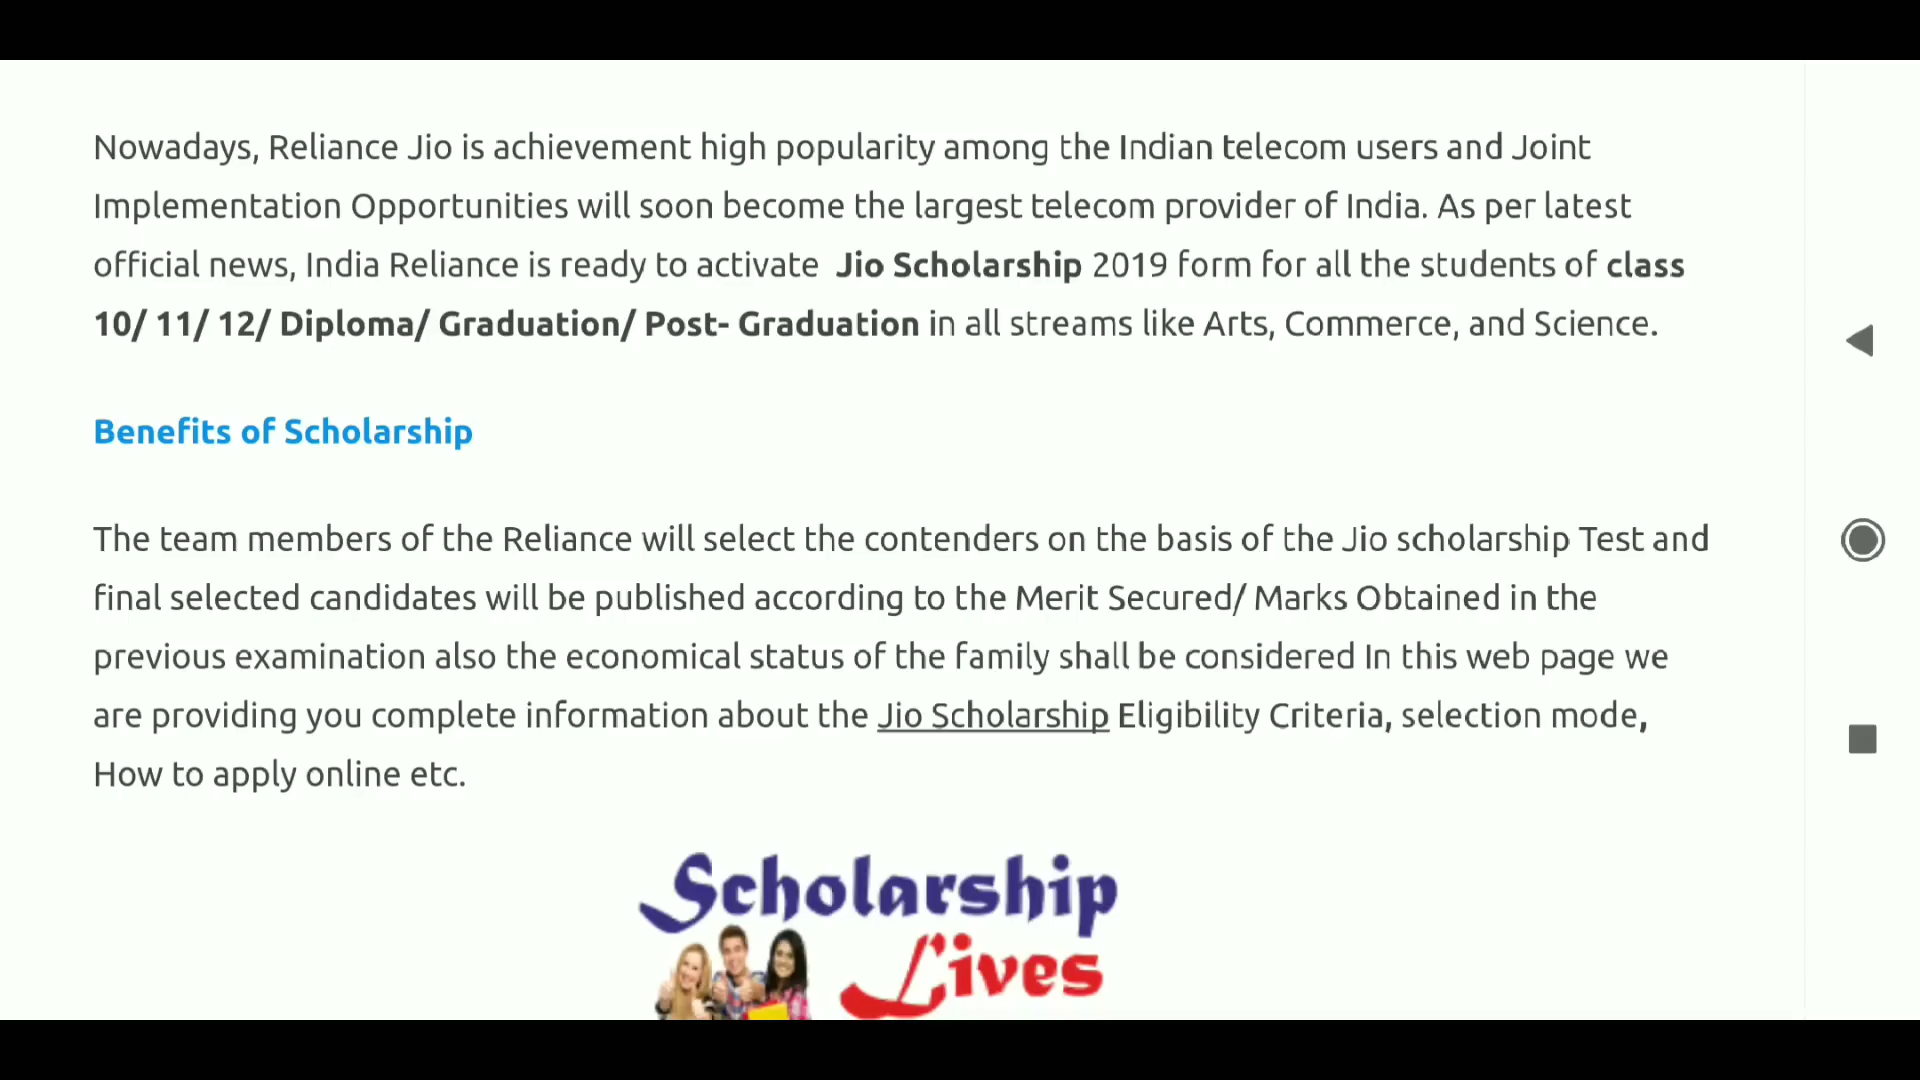 Nowadays, Reliance Jio is achievement high popularity among the Indian telecom users and Joint
Implementation Opportunities will soon become the largest telecom provider of India. As per latest
official news, India Reliance is ready to activate Jio Scholarship 2019 form for all the students of class
10/ 11/ 12/ Diploma/ Graduation/ Post- Graduation in all streams like Arts, Commerce, and Science.
Benefits of Scholarship
The team members of the Reliance will select the contenders on the basis of the Jio scholarship Test and
final selected candidates will be published according to the Merit Secured/ Marks Obtained in the
previous examination also the economical status of the family shall be considered In this web page we
are providing you complete information about the Jio Scholarship Eligibility Criteria, selection mode,
How to apply online etc.
Scholarship
Lives